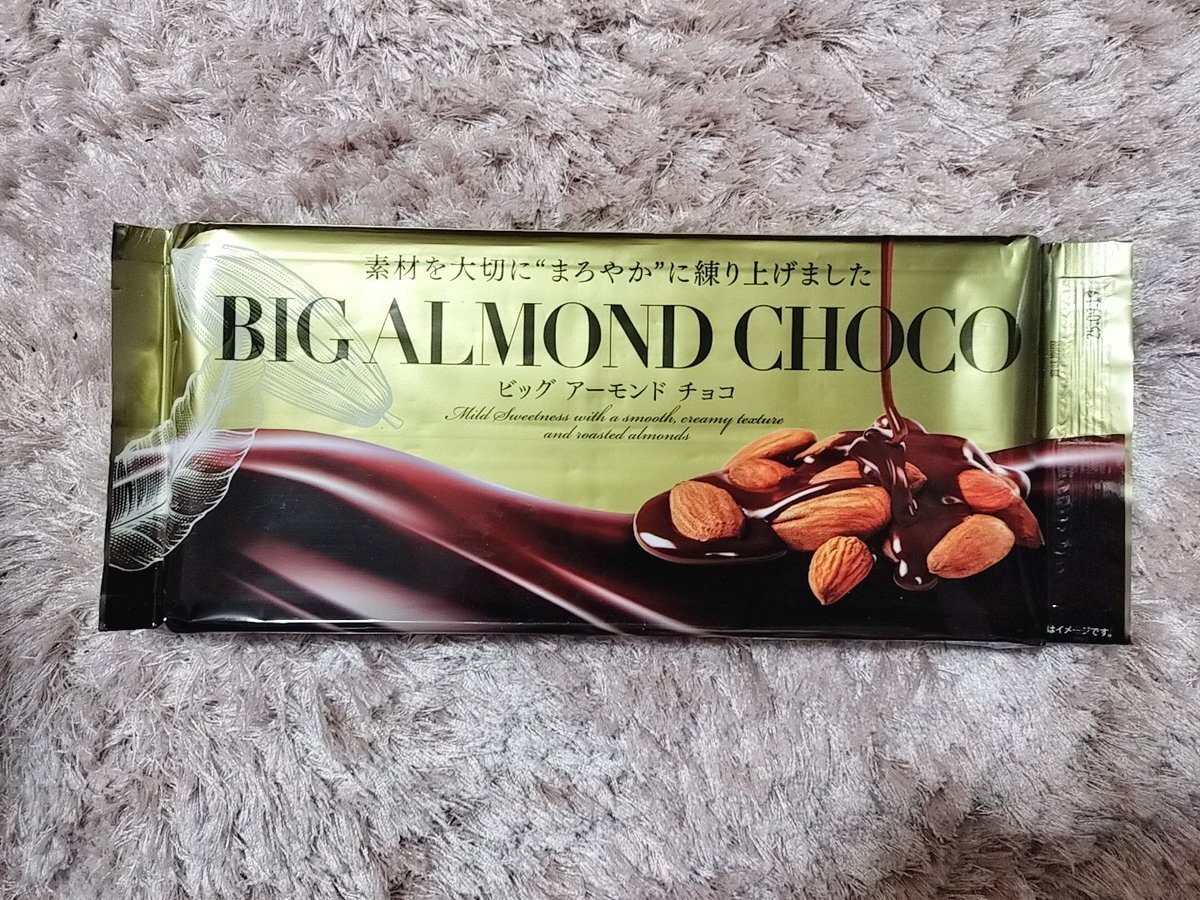 素材を大切に“まろやか”に練り上げました
BIG ALMOND CHOCO
ビッグ アーモンド チョコ
Mild Sweetness with a smooth, creamy texture
and roasted almonds
はイメージです。